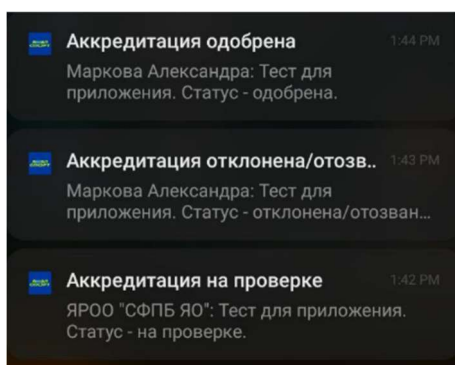 Аккредитация одобрена 1:44 PM
Маркова Александра: Тест для
приложения. Статус - одобрена.
Аккредитация отклонена/отозв.. 1:43 PM
Маркова Александра: Тест для
приложения. Статус - отклонена/отозван...
Аккредитация на проверке 1:42 PM
ЯРОО "СФПБ ЯО": Тест для приложения.
Статус - на проверке.